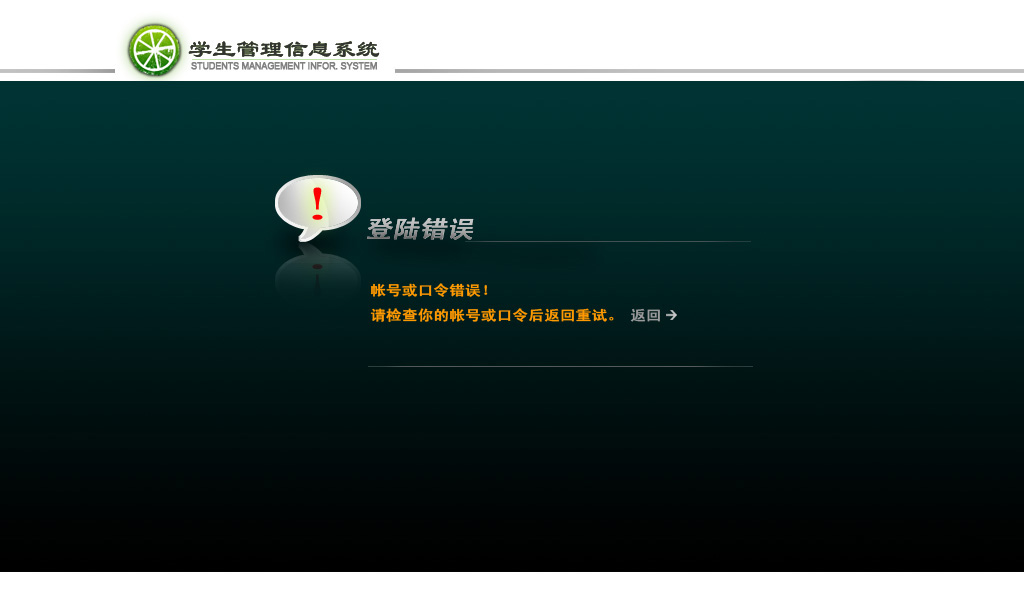 学生管理信息系统
STUDENTS MANAGEMENT INFOR. SYSTEM
!
登陆错误
帐号或口令错误！
请检查你的帐号或口令后返回重试。 返回 →